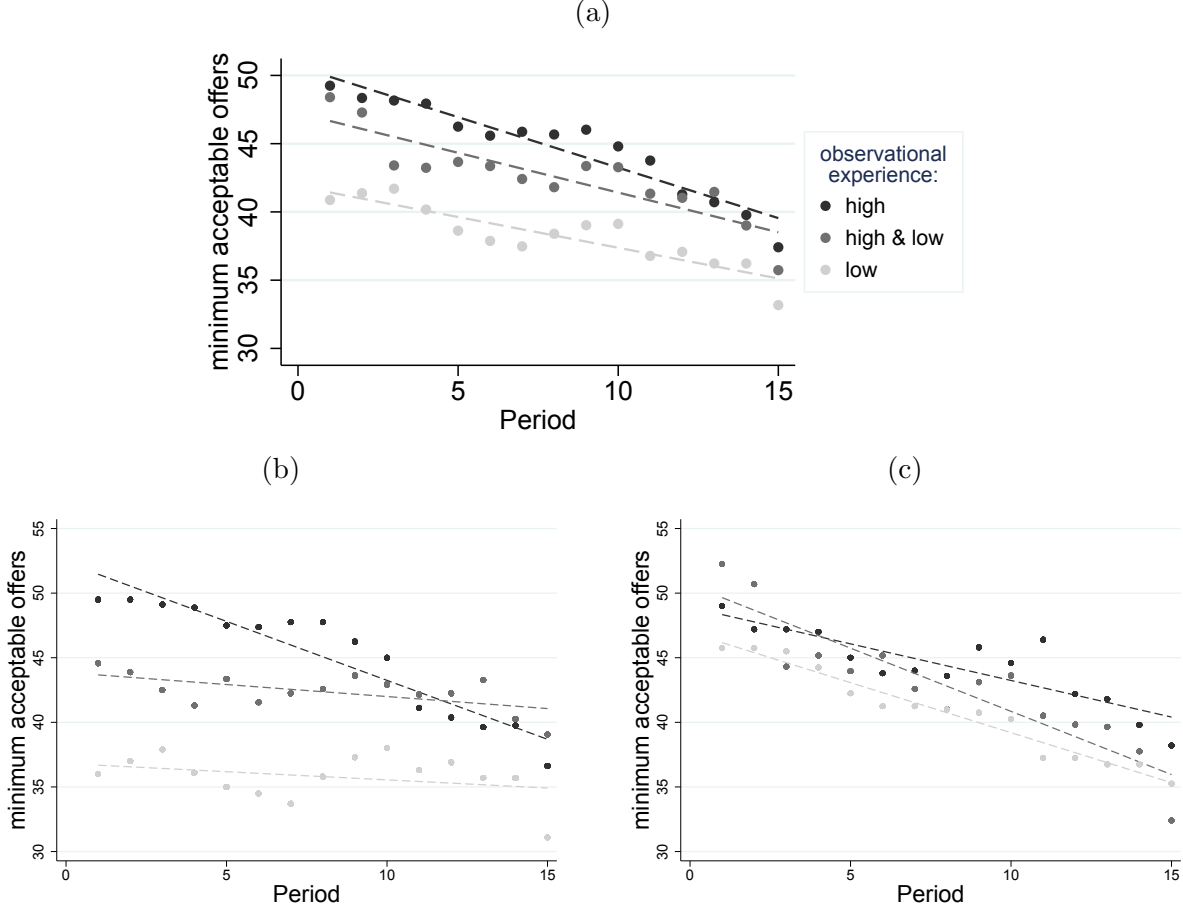 (a)
minimum acceptable offers
50
45
40
35
30
0 5 10 15
Period
observational
experience:
high
high & low
low
(b)
minimum acceptable offers
55
50
45
40
35
30
0 5 10 15
Period
(c)
minimum acceptable offers
55
50
45
40
35
30
0 5 10 15
Period